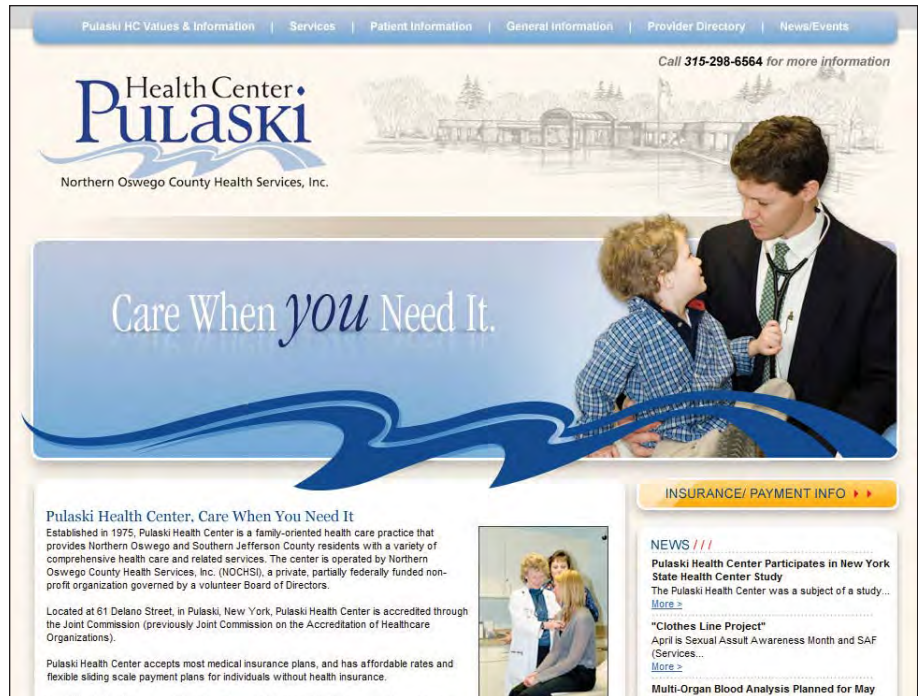 Pulaski HC Values & Information | Services | Patient Information | General Information | Provider Directory | News/Events
Call 315-298-6564 for more information
Health Center
PULASKI
Northern Oswego County Health Services, Inc.
Care When you Need It.
INSURANCE/ PAYMENT INFO
Pulaski Health Center, Care When You Need It
Established in 1975, Pulaski Health Center is a family-oriented health care practice that
provides Northern Oswego and Southern Jefferson County residents with a variety of
comprehensive health care and related services. The center is operated by Northern
Oswego County Health Services, Inc. (NOCHSI), a private, partially federally funded non-
profit organization governed by a volunteer Board of Directors.
Located at 61 Delano Street, in Pulaski, New York, Pulaski Health Center is accredited through
the Joint Commission (previously Joint Commission on the Accreditation of Healthcare
Organizations).
Pulaski Health Center accepts most medical insurance plans, and has affordable rates and
flexible sliding scale payment plans for individuals without health insurance.
NEWS ///
Pulaski Health Center Participates in New York
State Health Center Study
The Pulaski Health Center was a subject of a study...
More >
"Clothes Line Project"
April is Sexual Assult Awareness Month and SAF
(Services...
More >
Multi-Organ Blood Analysis Planned for May